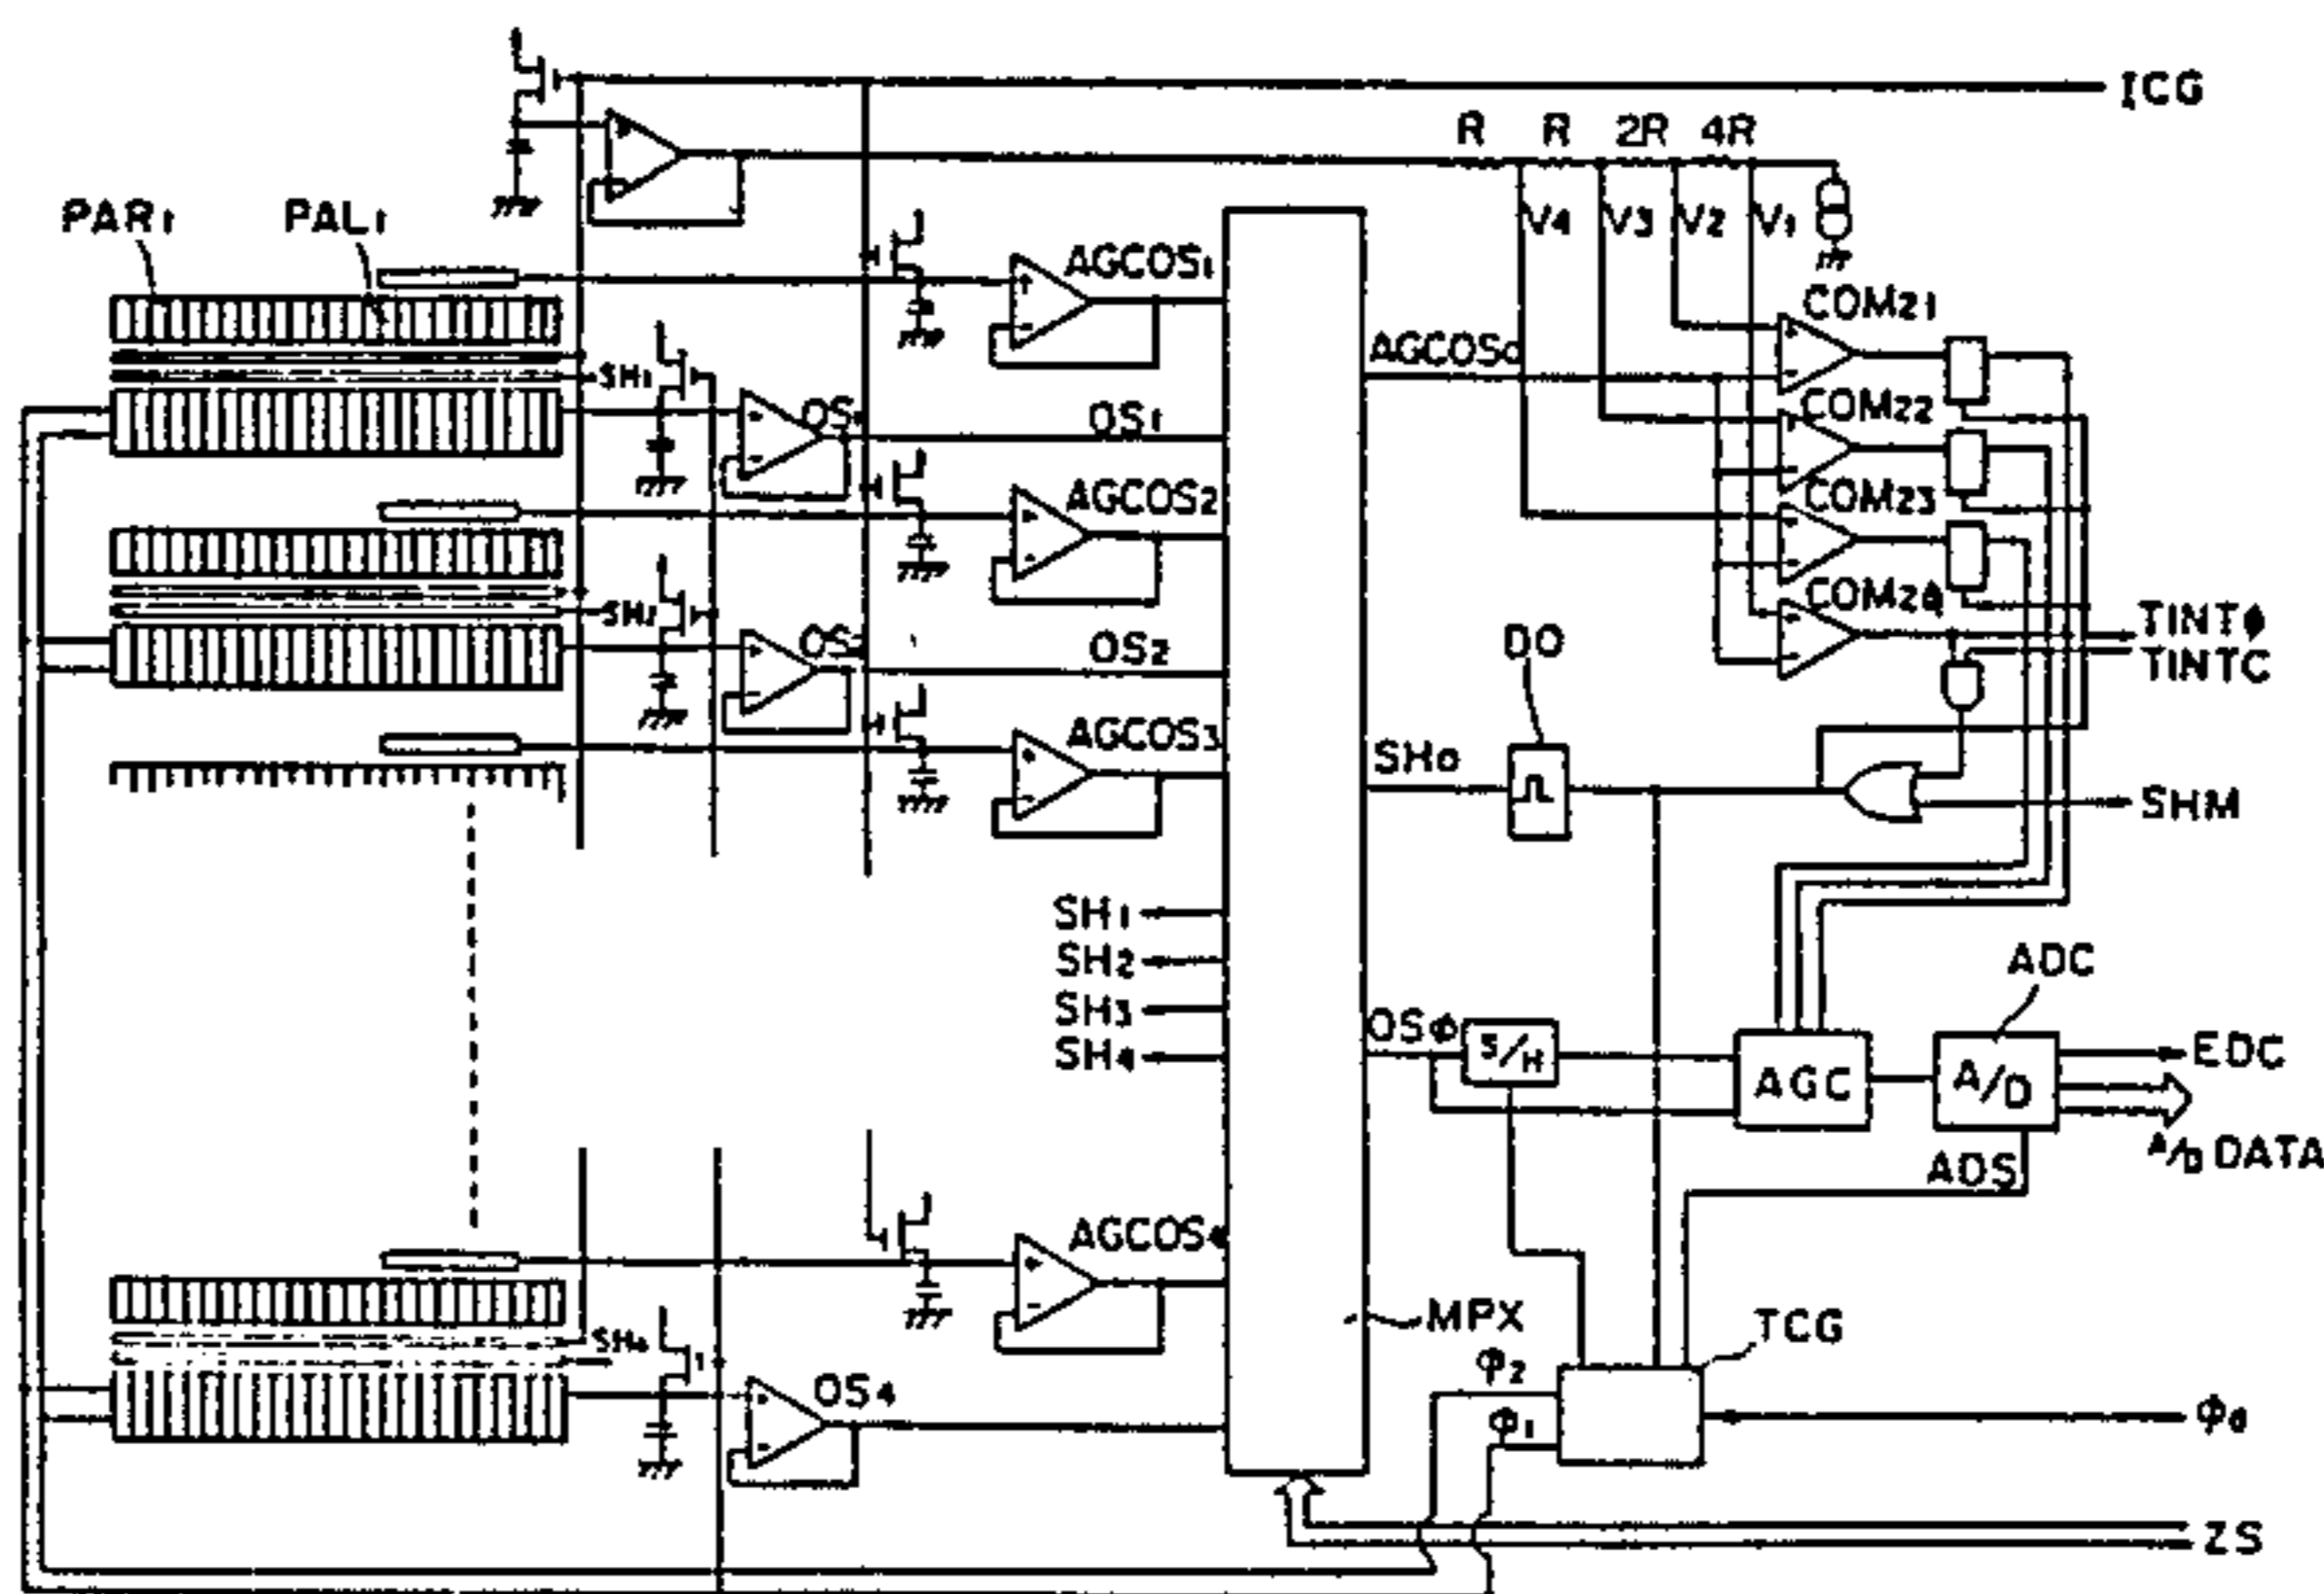 ICG
R R 2R 4R
PAR1 PAL1
V4 V3 V2 V1
AGCOS1
COM21
AGCOS0
SH1
COM22
OS1
OS1
AGCOS2
COM23
COM20
SH2
TINTφ
OS2
OS2
DO
TINTC
AGCOS3
SH0
SHM
SH1
SH2
ADC
SH3
OSφ
S/H
EDC
SH4
AGC
A/D
A/D DATA
ADS
AGCOS4
MPX
TCG
SH4
φ2
OS4
φ1
φ0
ZS